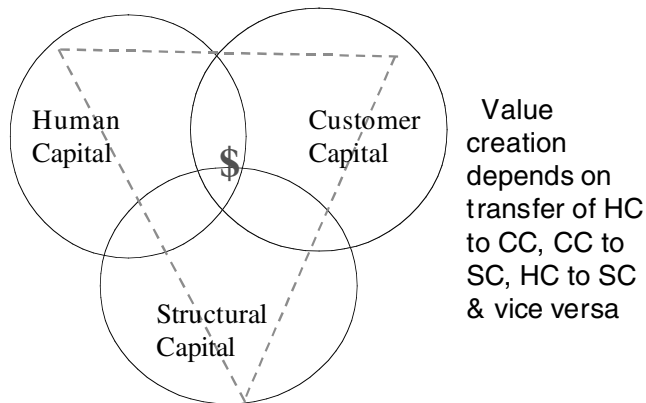 Human
Capital
Customer
Capital
$
Structural
Capital
Value
creation
depends on
transfer of HC
to CC, CC to
SC, HC to SC
& vice versa